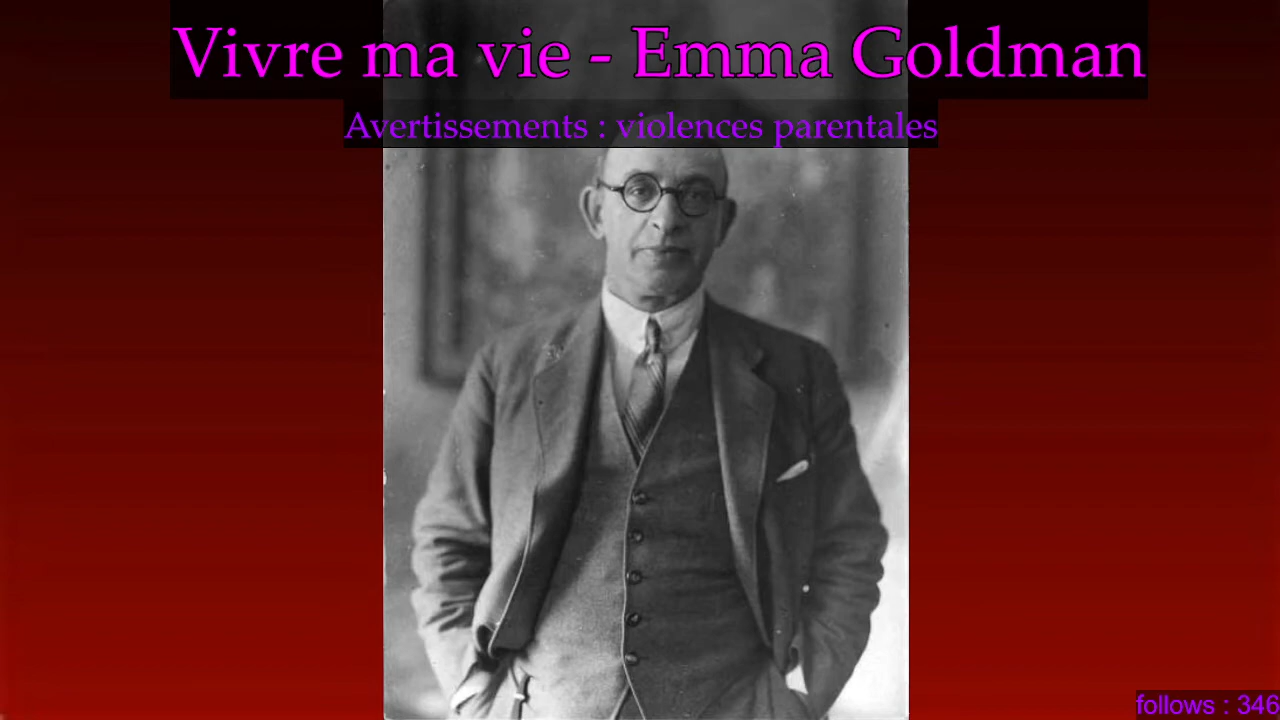 Vivre ma vie - Emma Goldman
Avertissements : violences parentales
follows : 346